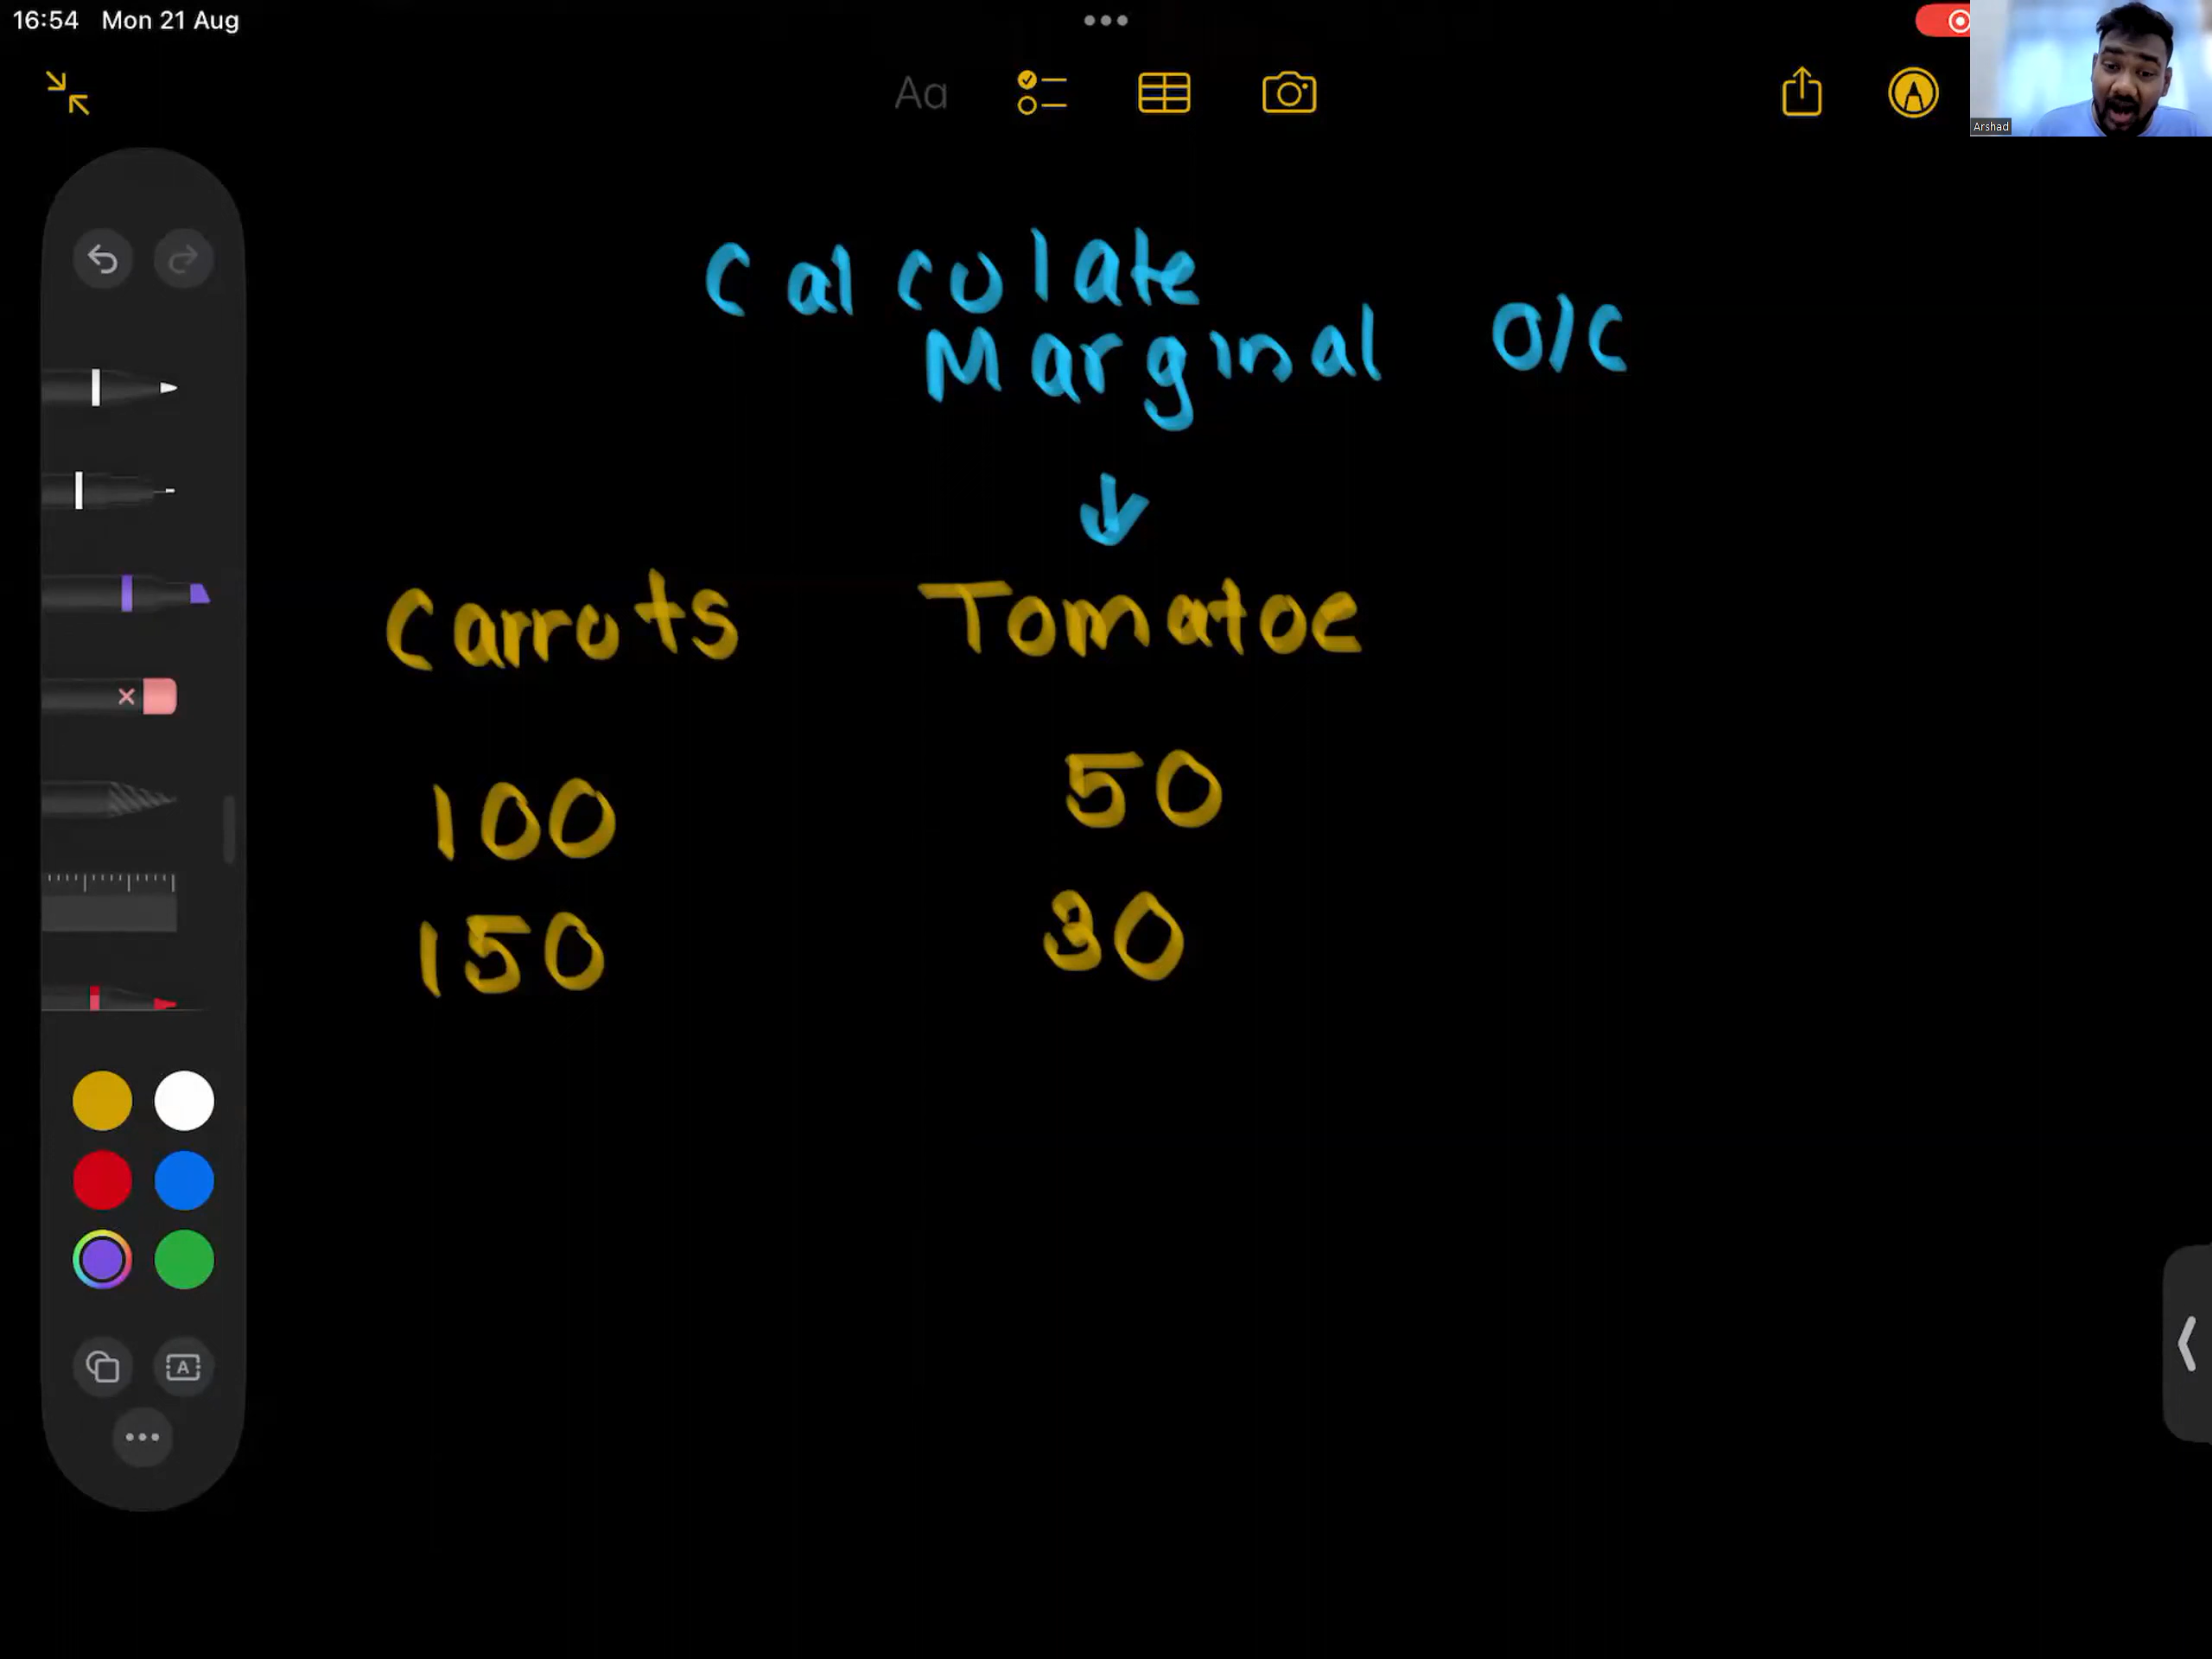 16:54 Mon 21 Aug
Aa
Arshad
Calculate
Marginal O/C
Carrots Tomatoe
100 50
150 30
A